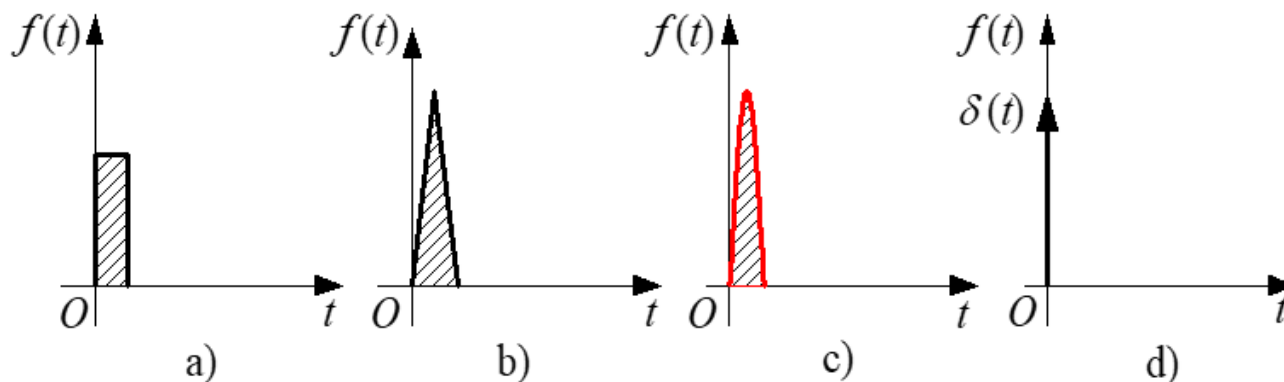 f(t) f(t) f(t) f(t)
δ(t)
O t O t O t O t
a) b) c) d)